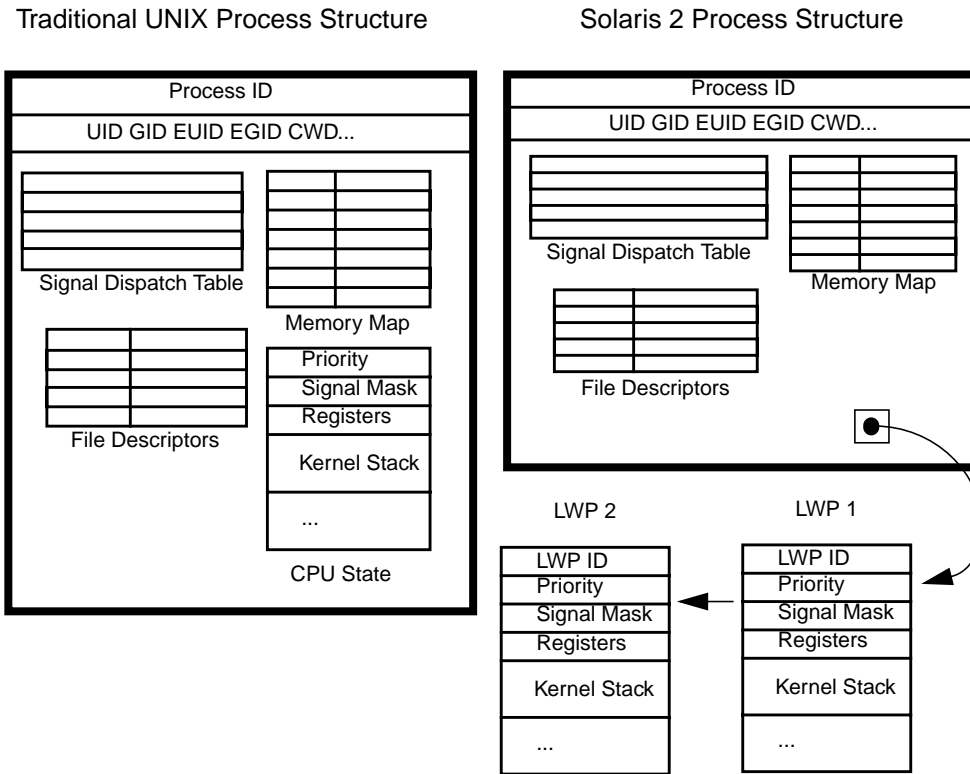 Traditional UNIX Process Structure
Process ID
UID GID EUID EGID CWD...
Signal Dispatch Table
Memory Map
File Descriptors
Priority
Signal Mask
Registers
Kernel Stack
...
CPU State
Solaris 2 Process Structure
Process ID
UID GID EUID EGID CWD...
Signal Dispatch Table
Memory Map
File Descriptors
LWP 2
LWP ID
Priority
Signal Mask
Registers
Kernel Stack
...
LWP 1
LWP ID
Priority
Signal Mask
Registers
Kernel Stack
...